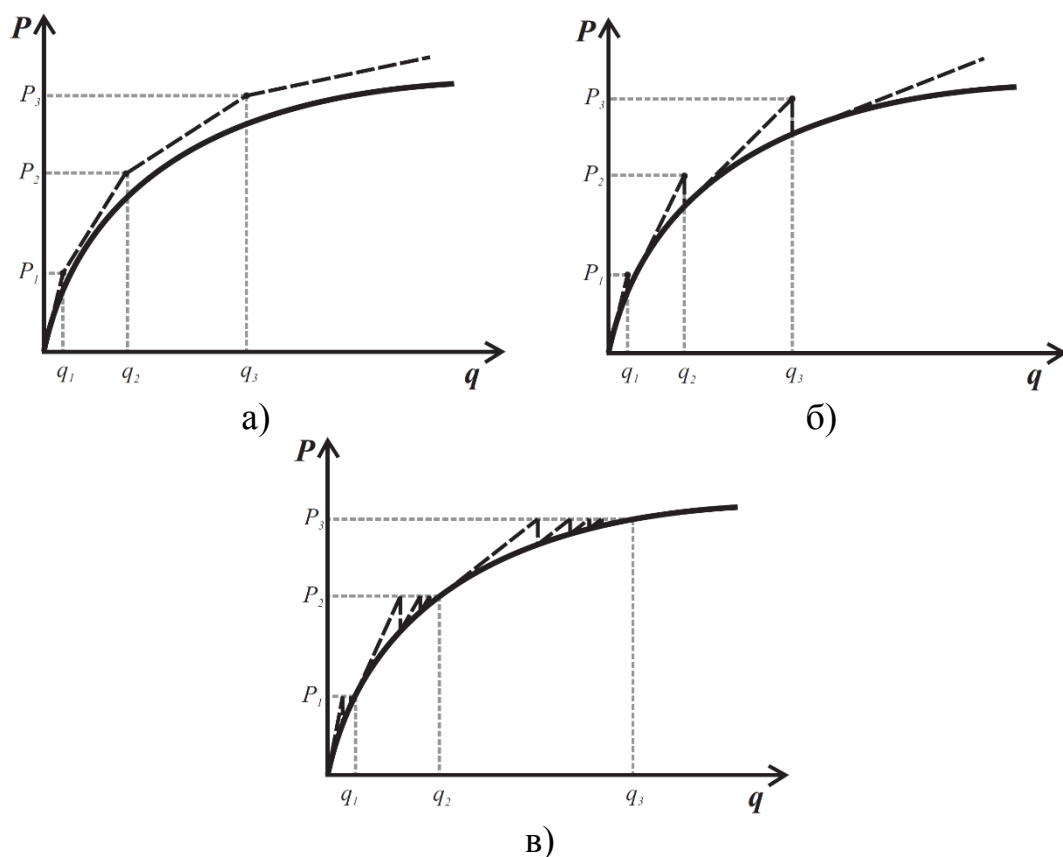 P
P
P₃
P₃
P₂
P₂
P₁
P₁
q₁ q₂ q₃ q
q₁ q₂ q₃ q
а)
б)
P
P₃
P₂
P₁
q₁ q₂ q₃ q
в)